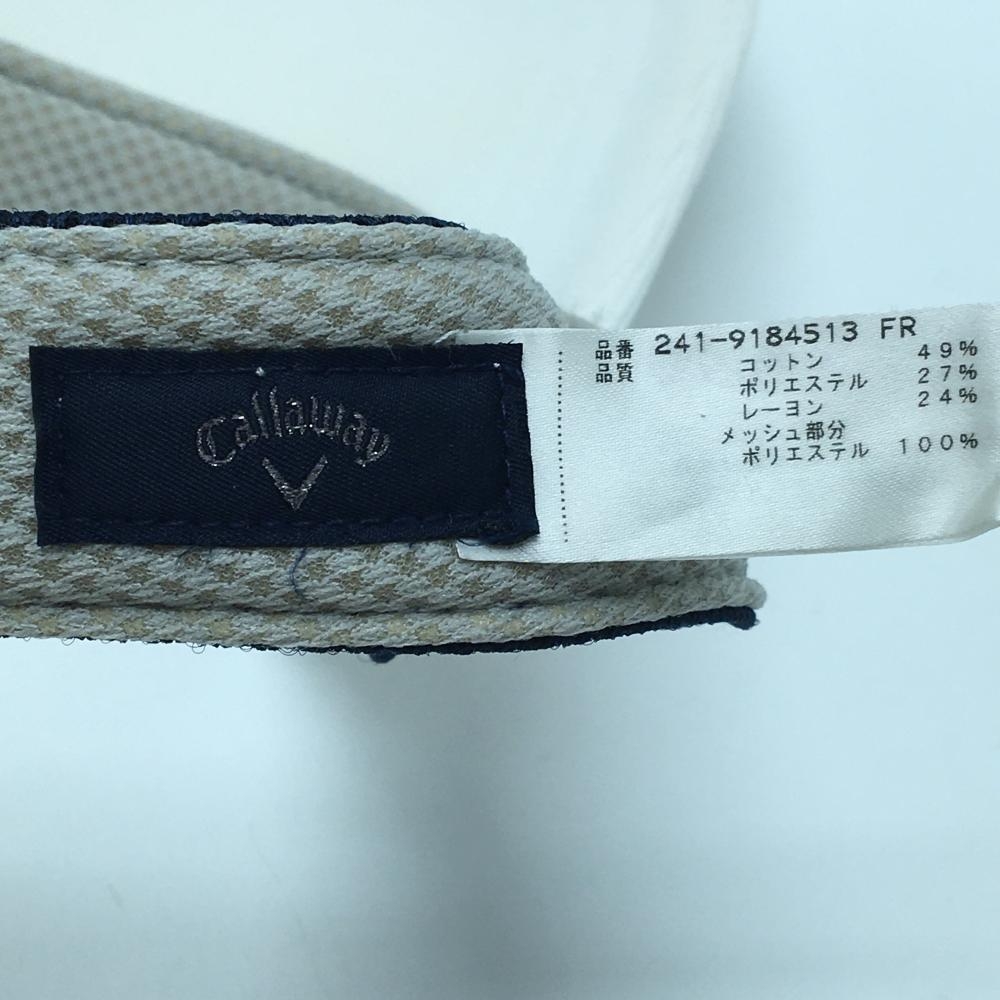 Callaway
品番 241-9184513 FR
品質 コットン 49%
ポリエステル 27%
レーヨン 24%
メッシュ部分
ポリエステル 100%